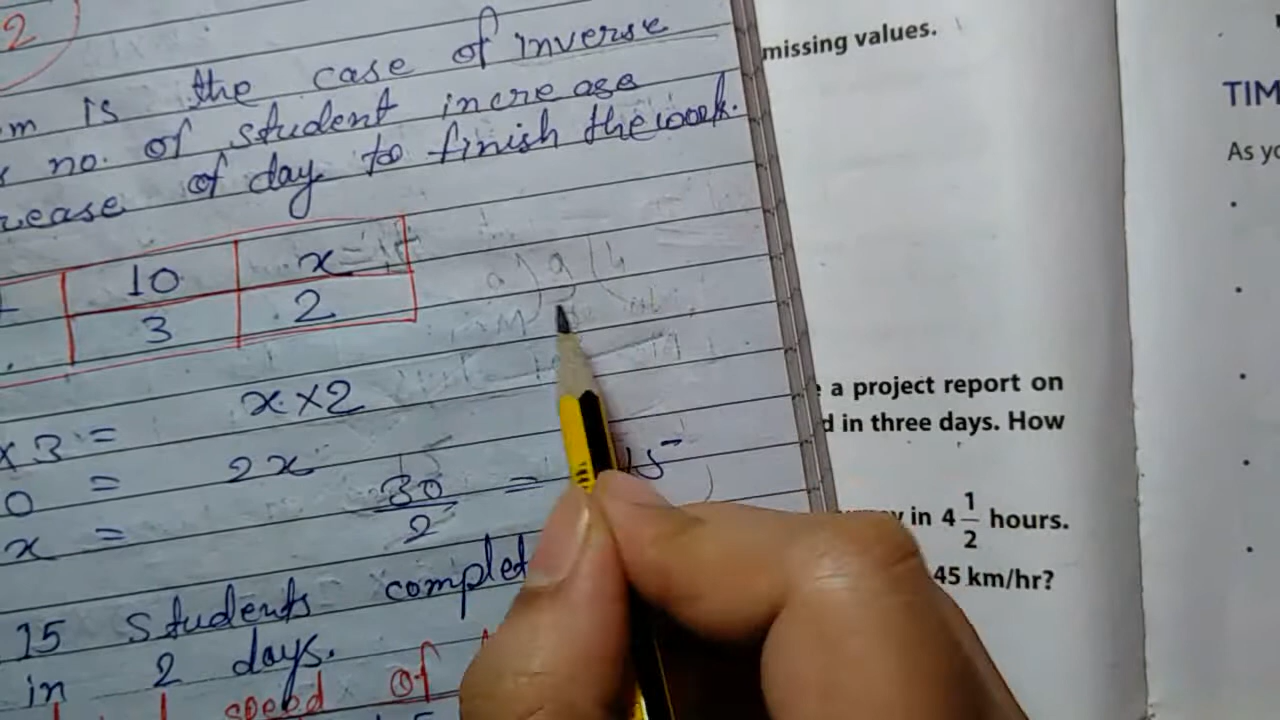 2
m is the case of inverse
no. of student increase
rease of day to finish the work.
10 x
3 2
x 3 = x × 2
0 = 2x
x = 30/2 = 15
15 students complet
in 2 days.
speed of
missing values.
a project report on
d in three days. How
in 4 1/2 hours.
45 km/hr?
TIM
As yo